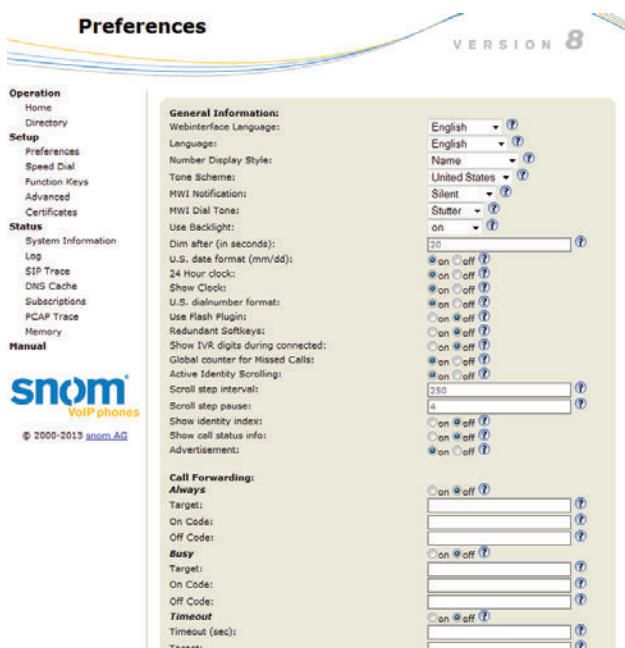 Preferences
VERSION 8
Operation
Home
Directory
Setup
Preferences
Speed Dial
Function Keys
Advanced
Certificates
Status
System Information
Log
SIP Trace
DNS Cache
Subscriptions
PCAP Trace
Memory
Manual
snom
VoIP phones
© 2000-2013 snom AG
General Information:
Webinterface Language: English
Language: English
Number Display Style: Name
Tone Scheme: United States
MWI Notification: Silent
MWI Dial Tone: Stutter
Use Backlight: on
Dim after (in seconds): 20
U.S. date format (mm/dd): on off
24 Hour clock: on off
Show Clock: on off
U.S. dialnumber format: on off
Use Flash Plugin: on off
Redundant Softkeys: on off
Show IVR digits during connected: on off
Global counter for Missed Calls: on off
Active Identity Scrolling: on off
Scroll step interval: 250
Scroll step pause: 4
Show identity index: on off
Show call status info: on off
Advertisement: on off
Call Forwarding:
Always on off
Target:
On Code:
Off Code:
Busy on off
Target:
On Code:
Off Code:
Timeout on off
Timeout (sec):
Target: